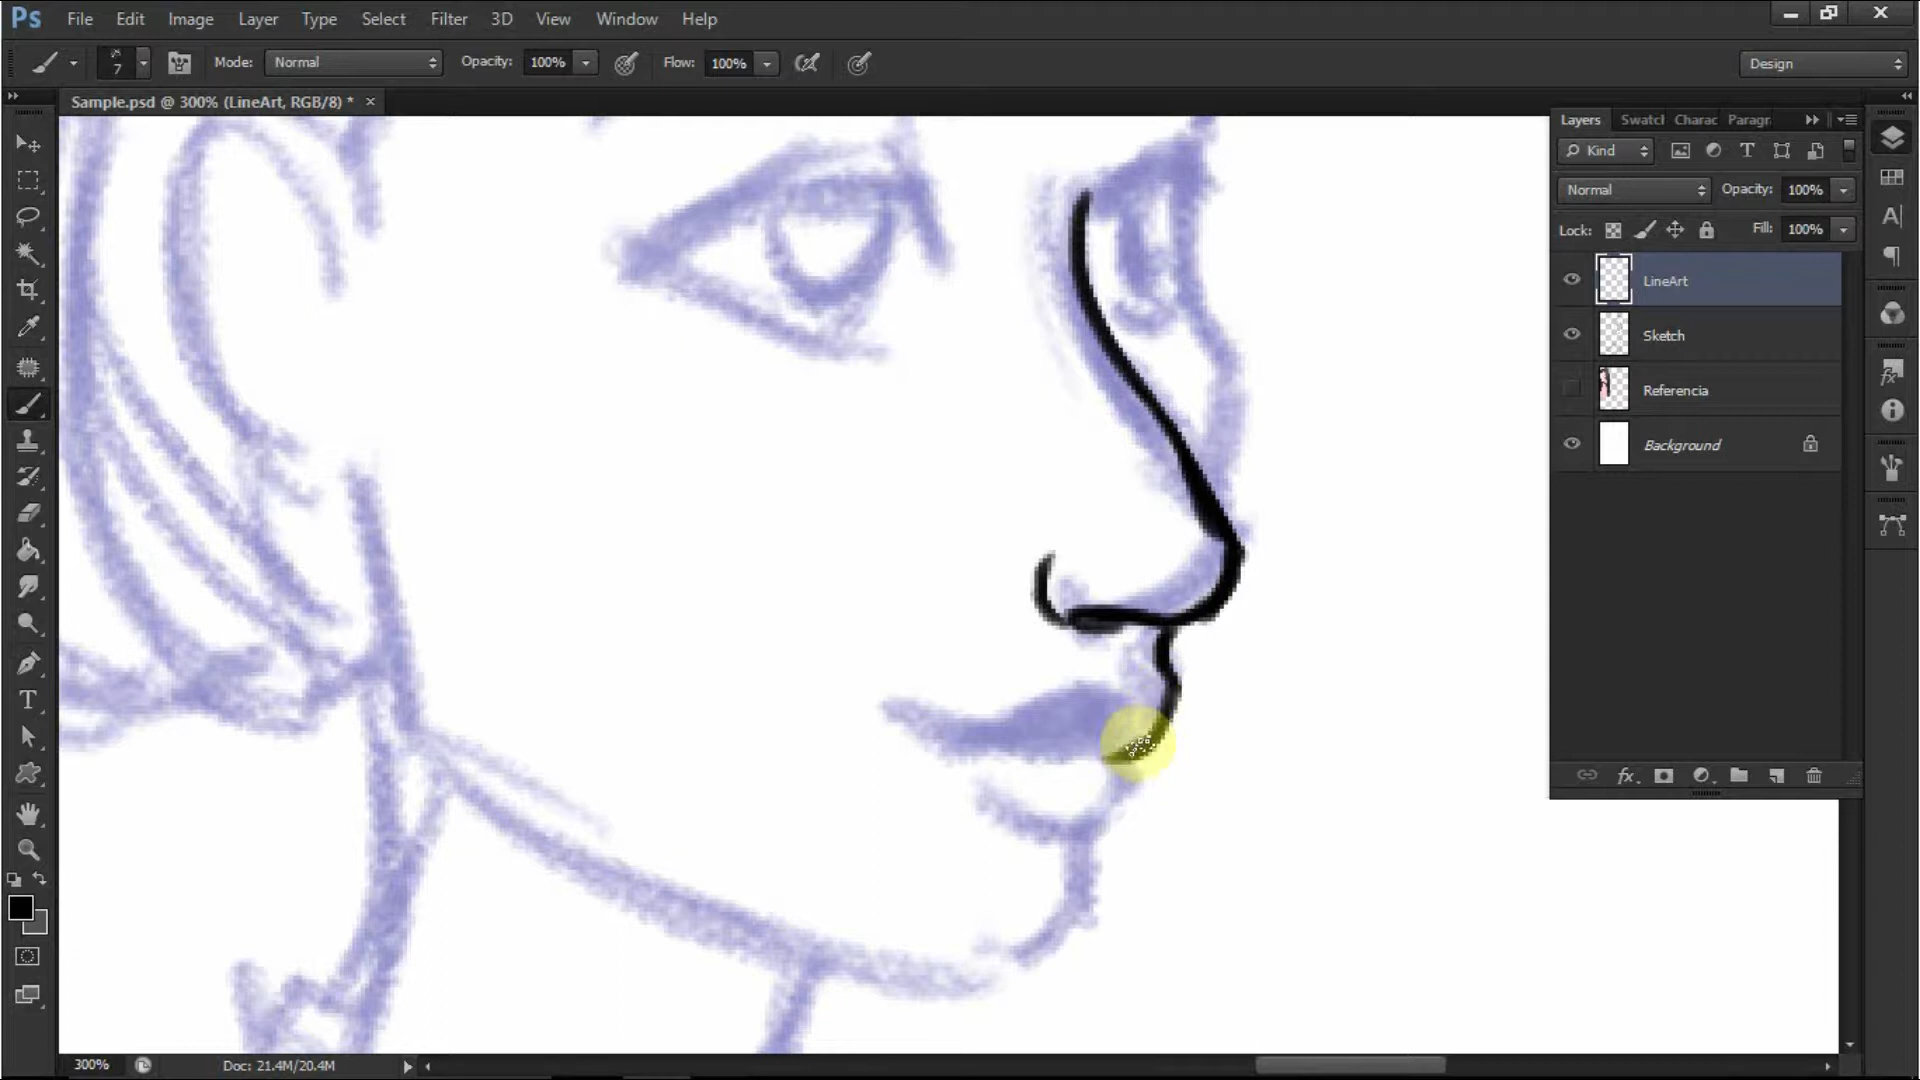 Ps File Edit Image Layer Type Select Filter 3D View Window Help
7 Mode: Normal Opacity: 100% Flow: 100% Design
Sample.psd @ 300% (LineArt, RGB/8) * ×
Layers Swatch Charac Paragr
Kind
Normal Opacity: 100%
Lock: Fill: 100%
LineArt
Sketch
Referencia
Background
300% Doc: 21.4M/20.4M